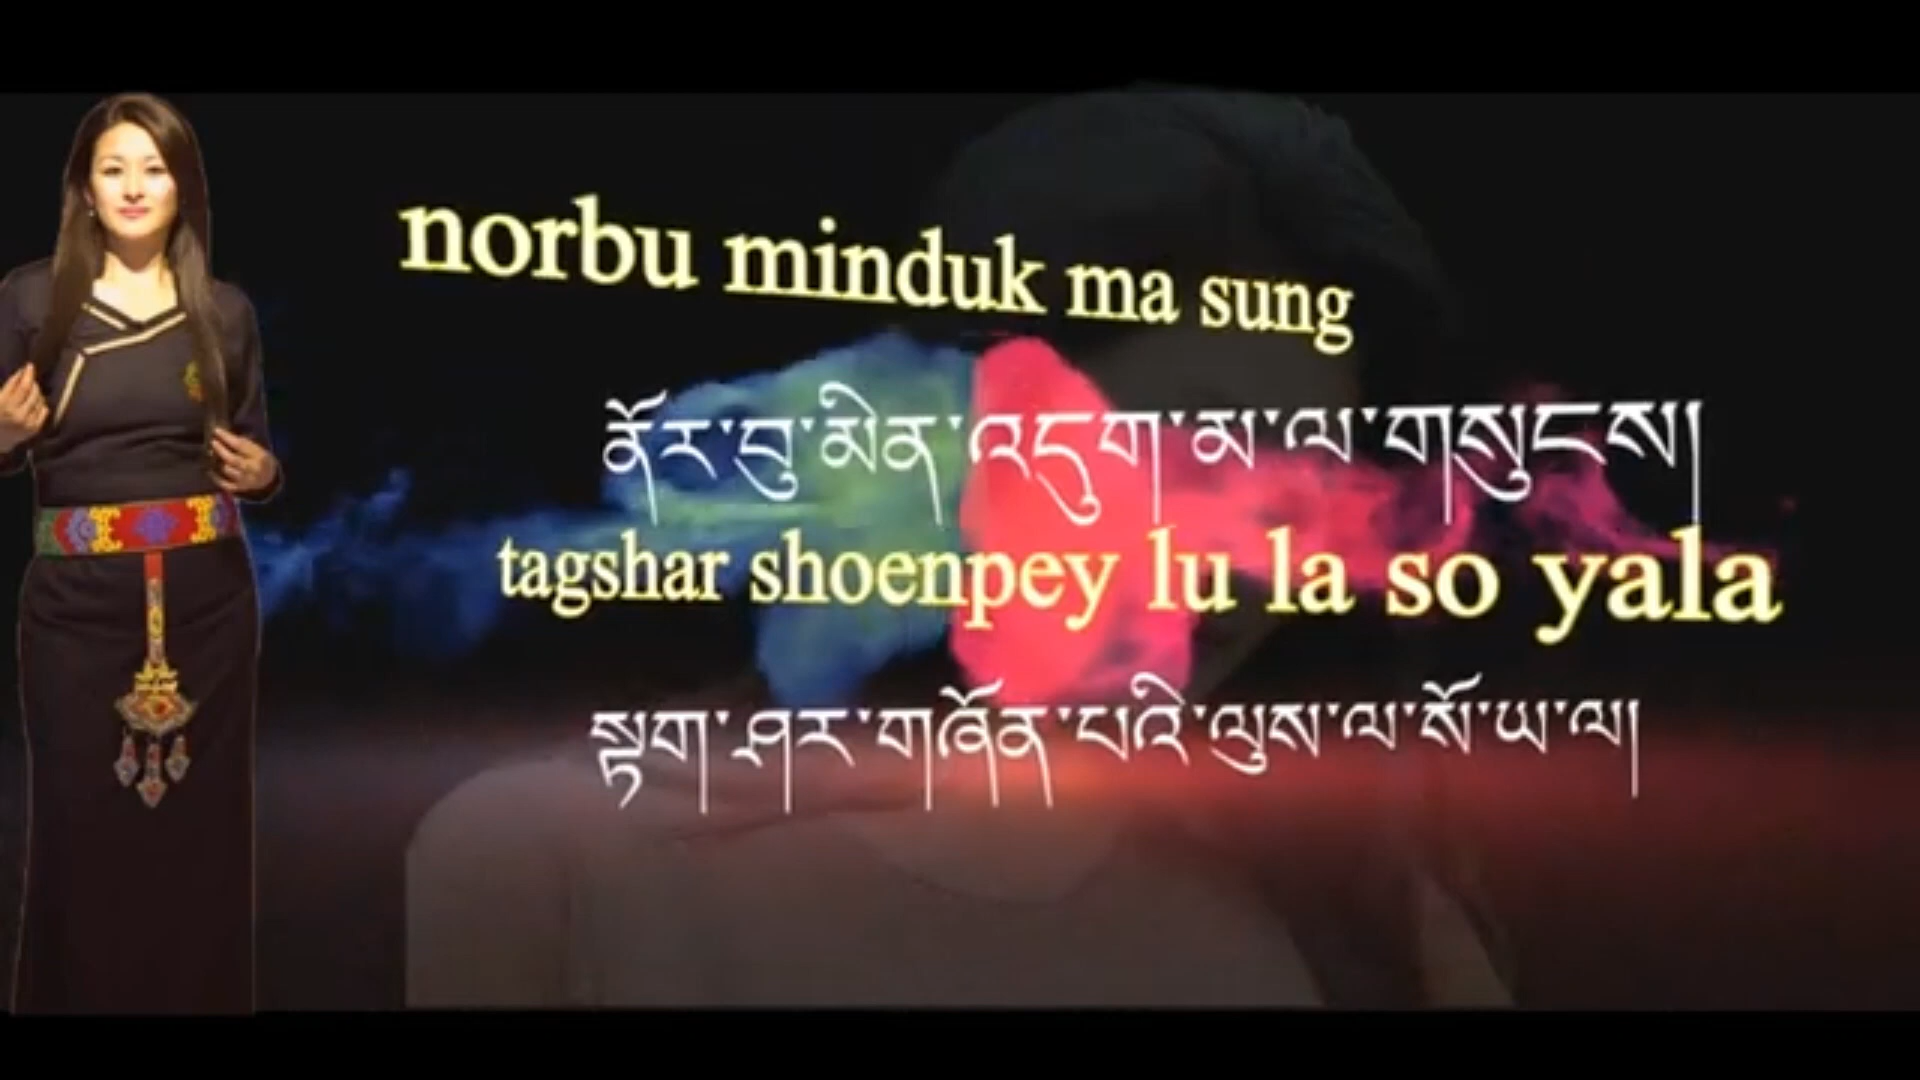 norbu minduk ma sung
ནོར་བུ་མིན་འདུག་མ་ལ་གསུངས།
tagshar shoenpey lu la so yala
སྟག་ཤར་གཞོན་པའི་ལུས་ལ་སོ་ཡ་ལ།